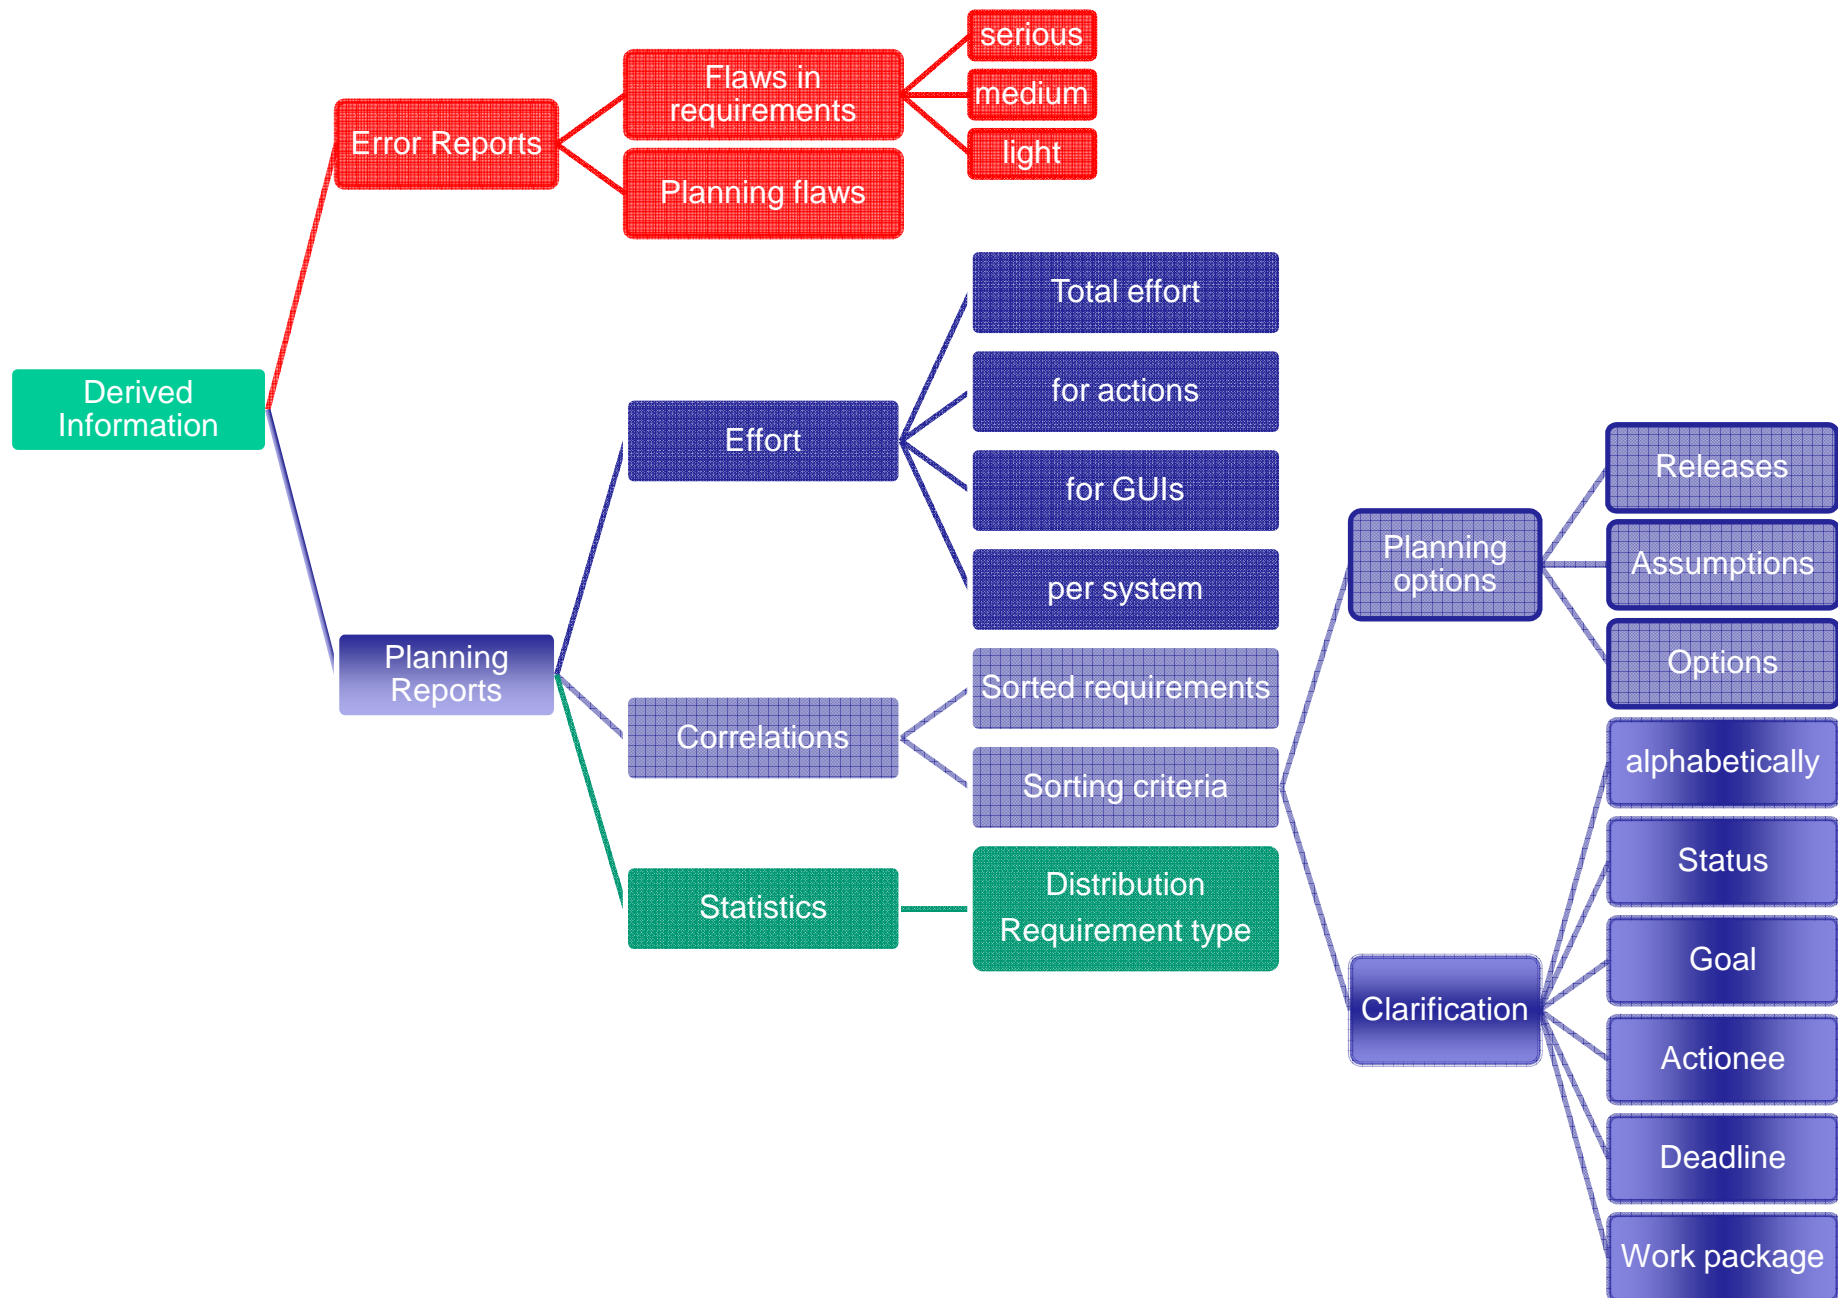 serious
Flaws in
requirements
medium
Error Reports
light
Planning flaws
Total effort
Derived
Information
for actions
Effort
Releases
for GUIs
Planning
options
Assumptions
per system
Planning
Reports
Options
Sorted requirements
Correlations
alphabetically
Sorting criteria
Status
Distribution
Requirement type
Statistics
Goal
Clarification
Actionee
Deadline
Work package